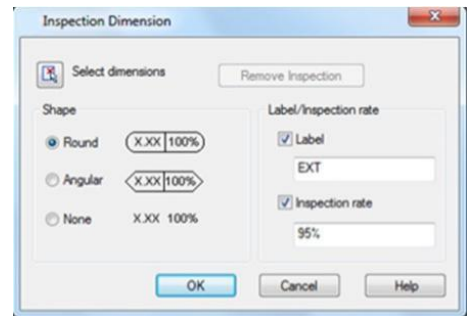 Inspection Dimension
Select dimensions
Remove Inspection
Shape
Round
X.XX 100%
Angular
X.XX 100%
None
X.XX 100%
Label/Inspection rate
Label
EXT
Inspection rate
95%
OK
Cancel
Help